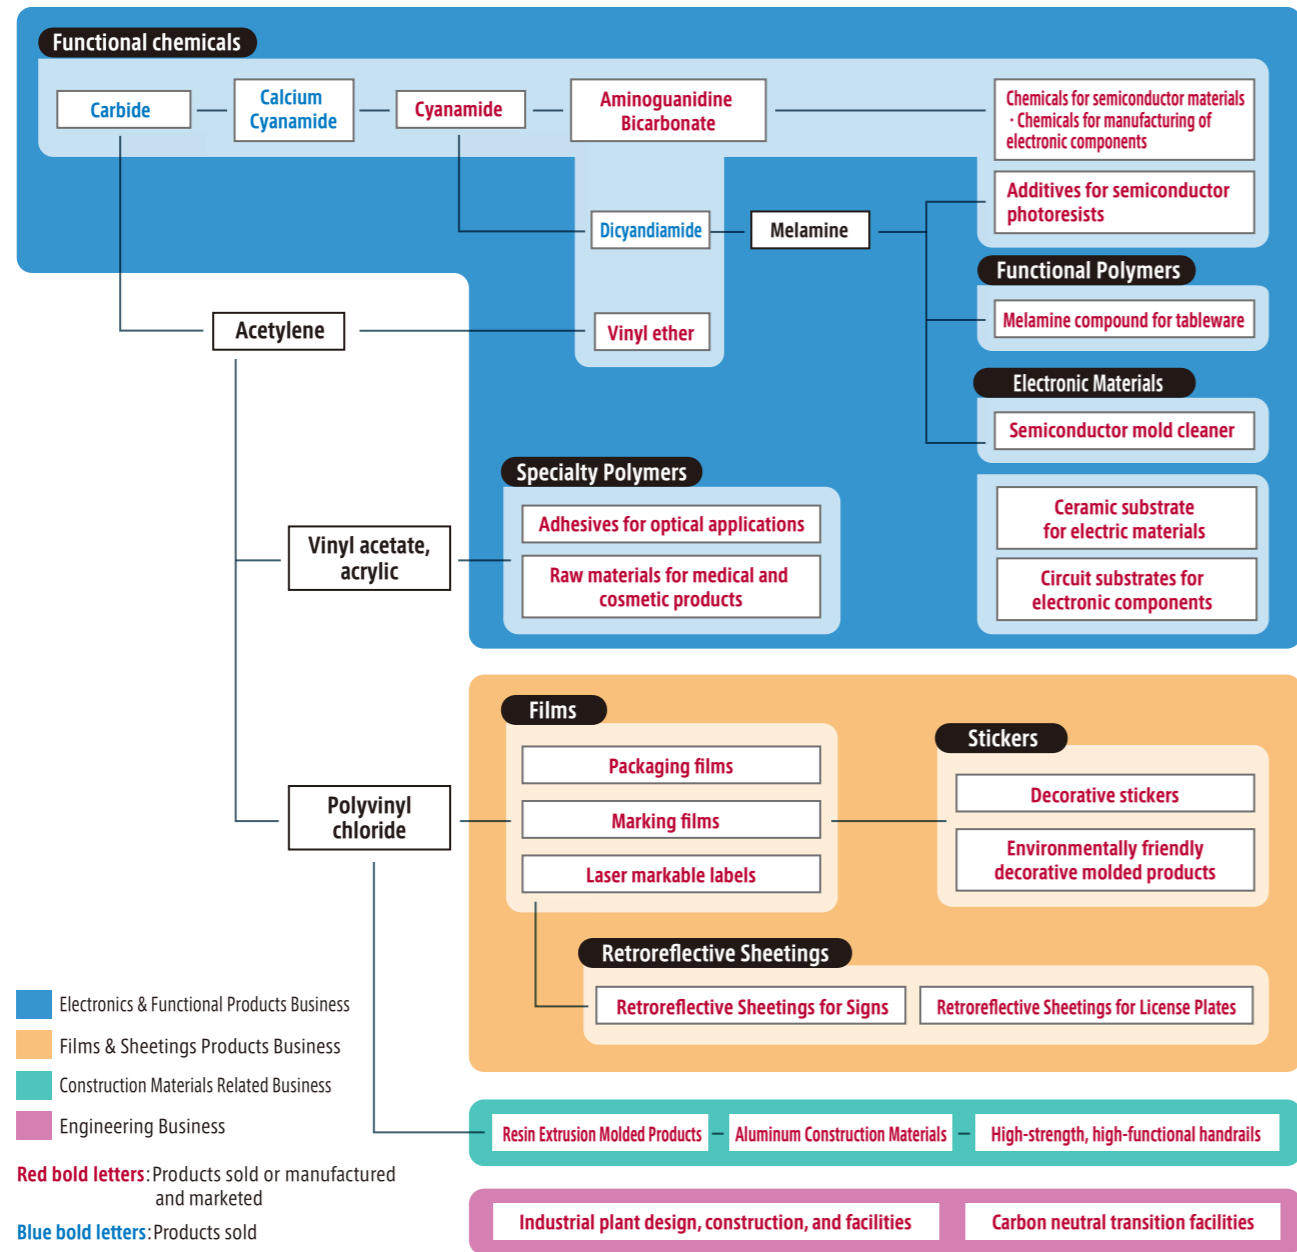 Functional chemicals
Carbide
Calcium
Cyanamide
Cyanamide
Aminoguanidine
Bicarbonate
Chemicals for semiconductor materials
・Chemicals for manufacturing of
electronic components
Additives for semiconductor
photoresists
Dicyandiamide
Melamine
Functional Polymers
Melamine compound for tableware
Acetylene
Vinyl ether
Electronic Materials
Semiconductor mold cleaner
Specialty Polymers
Adhesives for optical applications
Raw materials for medical and
cosmetic products
Vinyl acetate,
acrylic
Ceramic substrate
for electric materials
Circuit substrates for
electronic components
Films
Packaging films
Marking films
Laser markable labels
Polyvinyl
chloride
Stickers
Decorative stickers
Environmentally friendly
decorative molded products
Retroreflective Sheetings
Retroreflective Sheetings for Signs
Retroreflective Sheetings for License Plates
Electronics & Functional Products Business
Films & Sheetings Products Business
Construction Materials Related Business
Engineering Business
Red bold letters:Products sold or manufactured
and marketed
Blue bold letters:Products sold
Resin Extrusion Molded Products
Aluminum Construction Materials
High-strength, high-functional handrails
Industrial plant design, construction, and facilities
Carbon neutral transition facilities